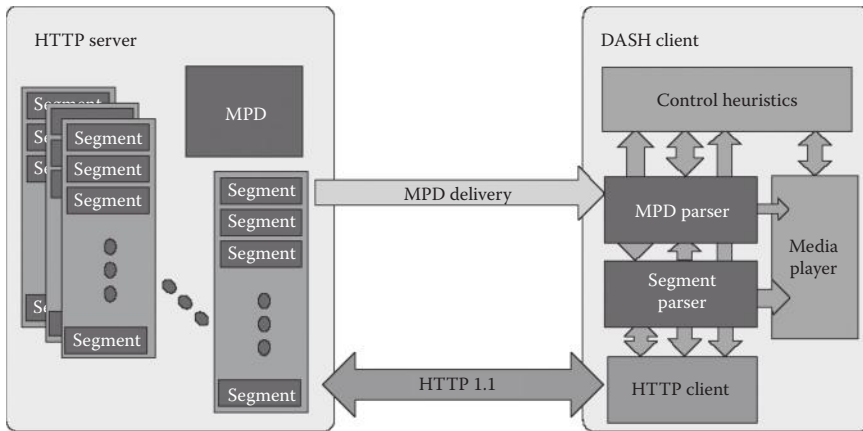 HTTP server
Segment
Segment
Segment
Segment
Segment
MPD
Segment
Segment
Segment
Segment
MPD delivery
HTTP 1.1
DASH client
Control heuristics
MPD parser
Segment
parser
Media
player
HTTP client